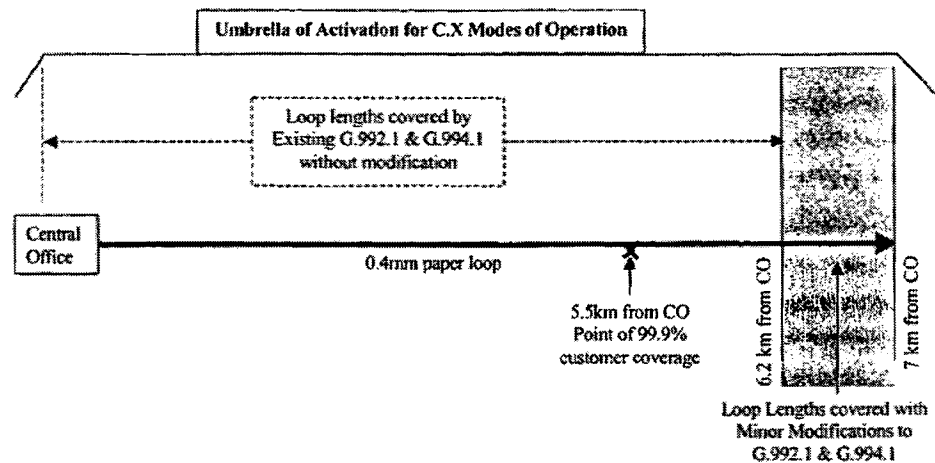 Umbrella of Activation for C.X Modes of Operation
Loop lengths covered by
Existing G.992.1 & G.994.1
without modification
Central
Office
0.4mm paper loop
5.5km from CO
Point of 99.9%
customer coverage
6.2 km from CO
7 km from CO
Loop Lengths covered with
Minor Modifications to
G.992.1 & G.994.1